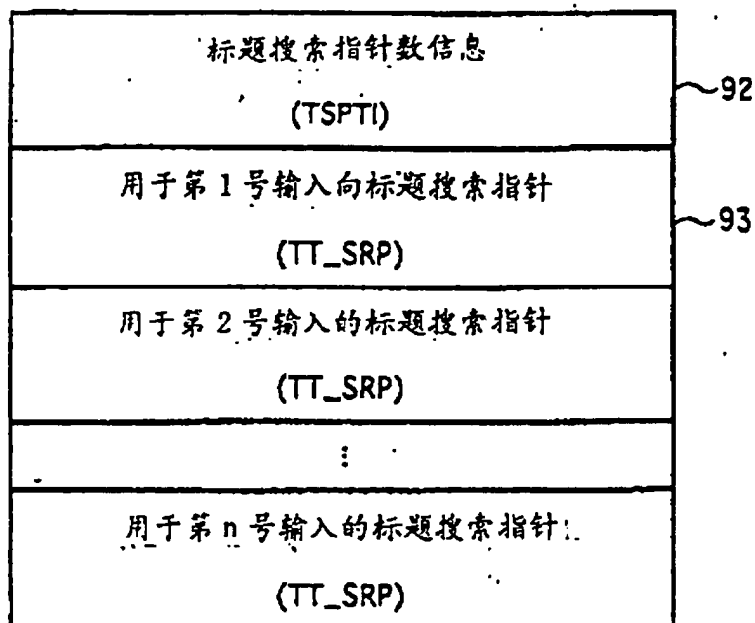 标题搜索指针数信息
(TSPTI)
92
用于第1号输入向标题搜索指针
(TT_SRP)
93
用于第2号输入的标题搜索指针
(TT_SRP)
⋮
用于第n号输入的标题搜索指针
(TT_SRP)